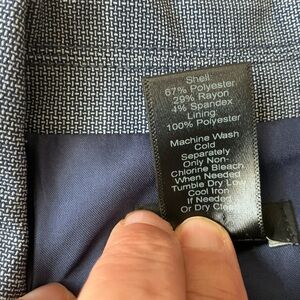 Shell:
67% Polyester
29% Rayon
4% Spandex
Lining:
100% Polyester
Machine Wash
Cold
Separately
Only Non-
Chlorine Bleach
When Needed
Tumble Dry Low
Cool Iron
If Needed
Or Dry Clean